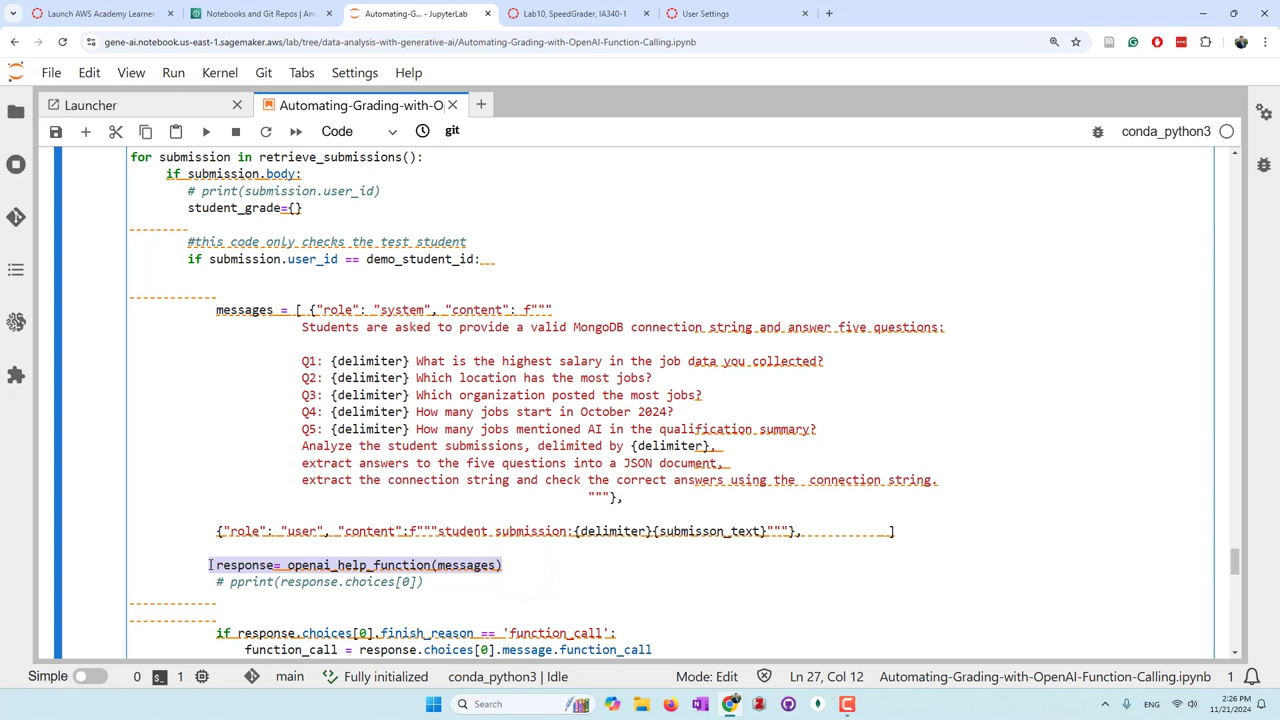 Launch AWS Academy Learner
Notebooks and Git Repos | Am
Automating-G... - JupyterLab
Lab10, SpeedGrader, IA340-1
User Settings
gene-ai.notebook.us-east-1.sagemaker.aws/lab/tree/data-analysis-with-generative-ai/Automating-Grading-with-OpenAI-Function-Calling.ipynb
File Edit View Run Kernel Git Tabs Settings Help
Launcher
Automating-Grading-with-O
Code
git
conda_python3
for submission in retrieve_submissions():
if submission.body:
# print(submission.user_id)
student_grade={}
#this code only checks the test student
if submission.user_id == demo_student_id:
messages = [ {"role": "system", "content": f"""
Students are asked to provide a valid MongoDB connection string and answer five questions:
Q1: {delimiter} What is the highest salary in the job data you collected?
Q2: {delimiter} Which location has the most jobs?
Q3: {delimiter} Which organization posted the most jobs?
Q4: {delimiter} How many jobs start in October 2024?
Q5: {delimiter} How many jobs mentioned AI in the qualification summary?
Analyze the student submissions, delimited by {delimiter},
extract answers to the five questions into a JSON document,
extract the connection string and check the correct answers using the  connection string.
"""},
{"role": "user", "content":f"""student submission:{delimiter}{submisson_text}"""}, ]
response= openai_help_function(messages)
# pprint(response.choices[0])
if response.choices[0].finish_reason == 'function_call':
function_call = response.choices[0].message.function_call
Simple 0 1 main Fully initialized conda_python3 | Idle Mode: Edit Ln 27, Col 12 Automating-Grading-with-OpenAI-Function-Calling.ipynb 1
Search
ENG
2:26 PM
11/21/2024